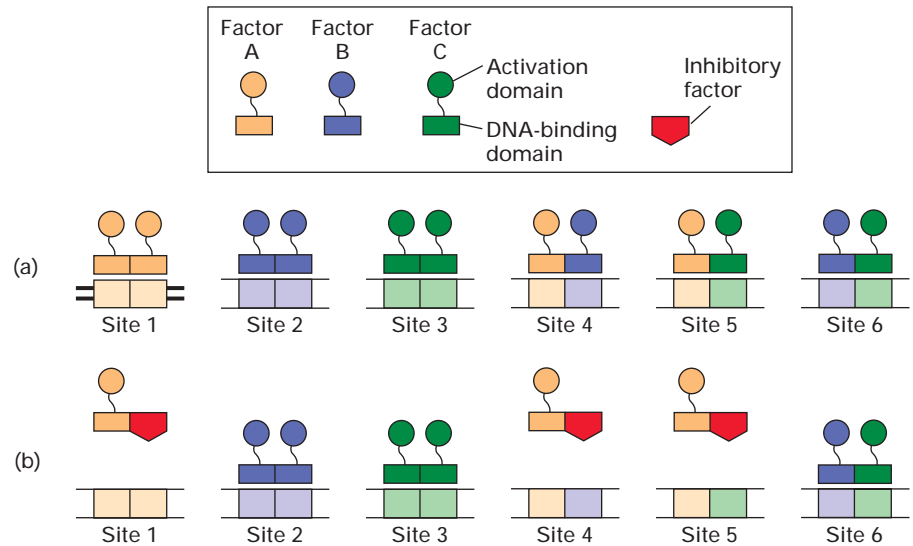 Factor A
Factor B
Factor C
Activation domain
DNA-binding domain
Inhibitory factor
(a)
Site 1
Site 2
Site 3
Site 4
Site 5
Site 6
(b)
Site 1
Site 2
Site 3
Site 4
Site 5
Site 6